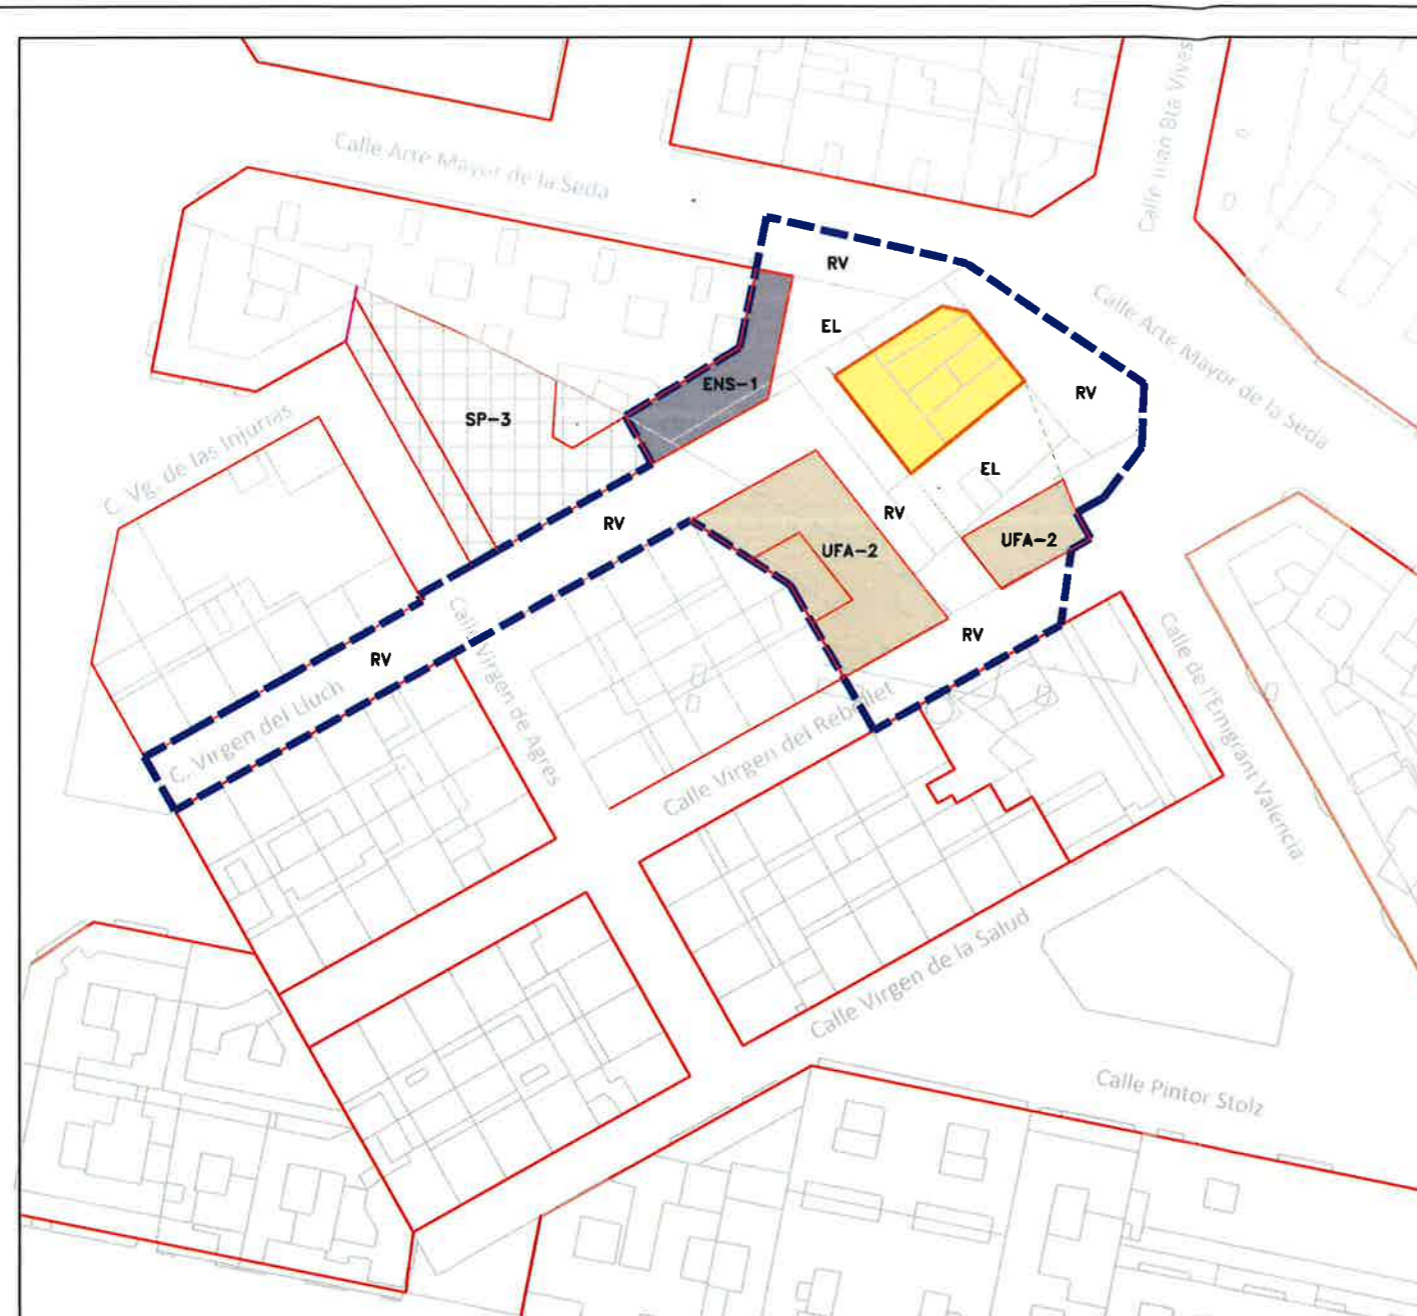 Calle Juan Bta Vives
Calle Arte Mayor de la Seda
RV
EL
Calle Arte Mayor de la Seda
ENS-1
RV
SP-3
C. Vg. de las Injurias
EL
RV
RV
UFA-2
UFA-2
Calle Virgen de Agres
RV
RV
Calle de l'Emigrant Valencia
C. Virgen del Lluch
Calle Virgen del Rebollet
Calle Virgen de la Salud
Calle Pintor Stolz